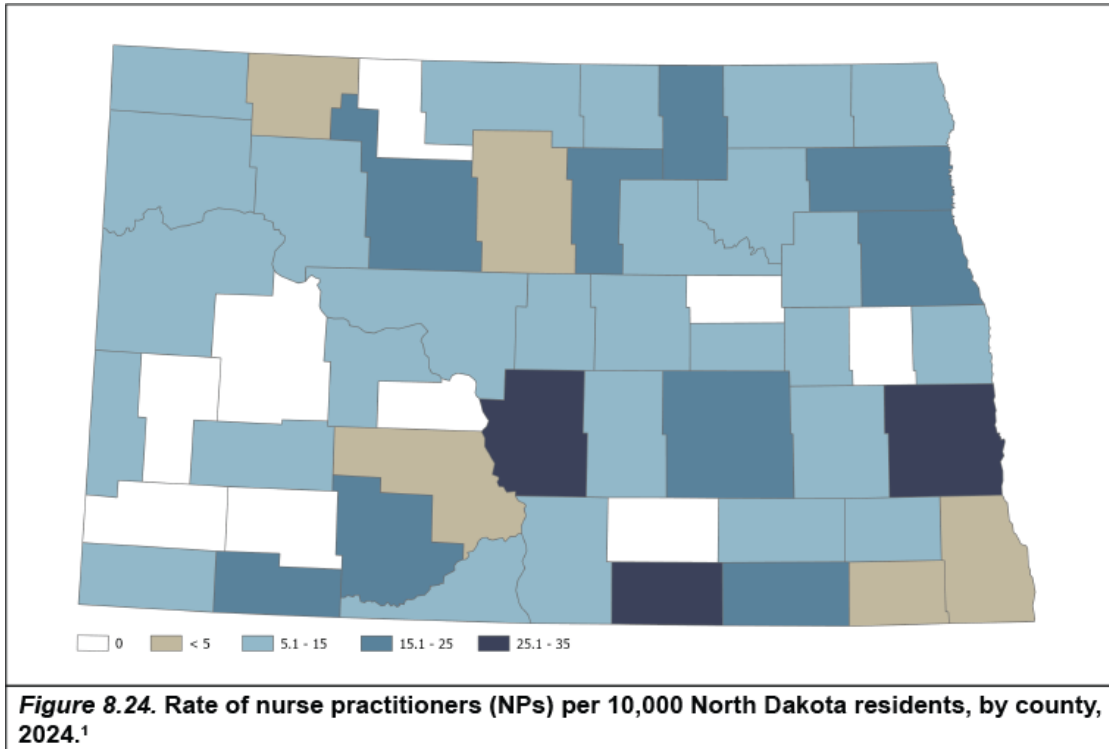 0 < 5 5.1 - 15 15.1 - 25 25.1 - 35
Figure 8.24. Rate of nurse practitioners (NPs) per 10,000 North Dakota residents, by county,
2024.¹